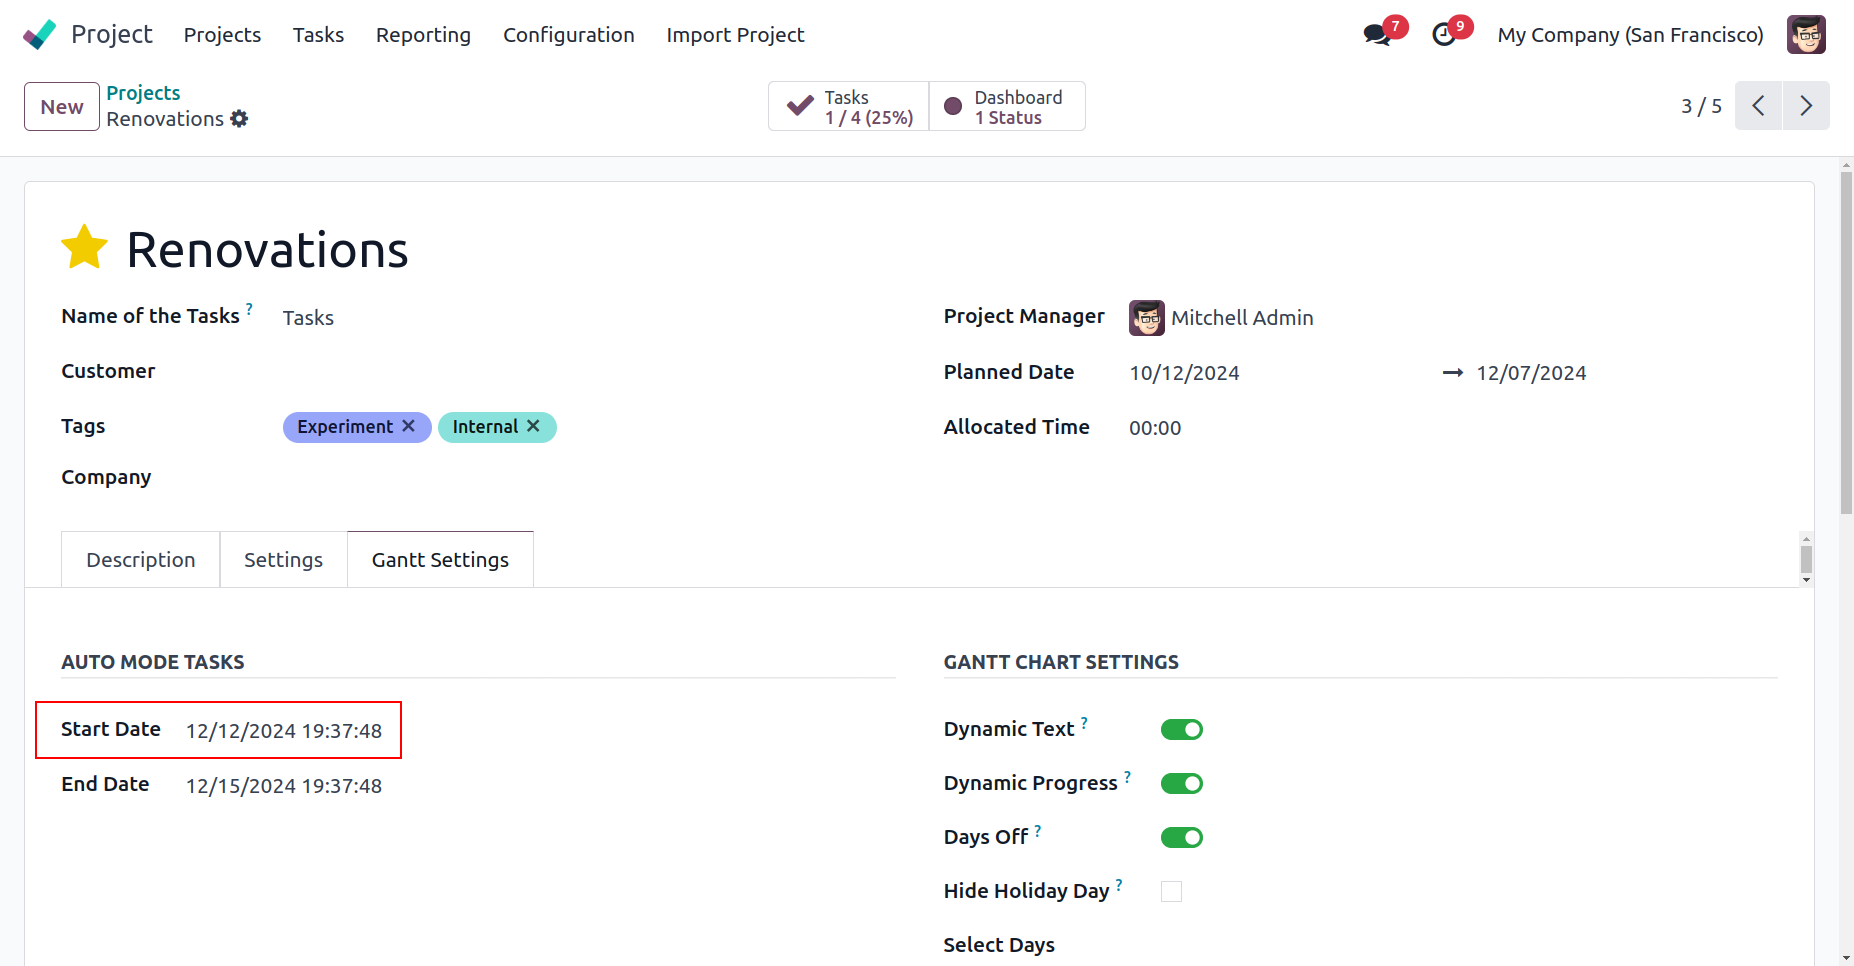 Project Projects Tasks Reporting Configuration Import Project 7 9 My Company (San Francisco)
New Projects Tasks Dashboard
Renovations 1 / 4 (25%) 1 Status 3 / 5
Renovations
Name of the Tasks ? Tasks Project Manager Mitchell Admin
Customer Planned Date 10/12/2024 → 12/07/2024
Tags Experiment ✕ Internal ✕ Allocated Time 00:00
Company
Description Settings Gantt Settings
AUTO MODE TASKS GANTT CHART SETTINGS
Start Date 12/12/2024 19:37:48 Dynamic Text ?
End Date 12/15/2024 19:37:48 Dynamic Progress ?
Days Off ?
Hide Holiday Day ?
Select Days